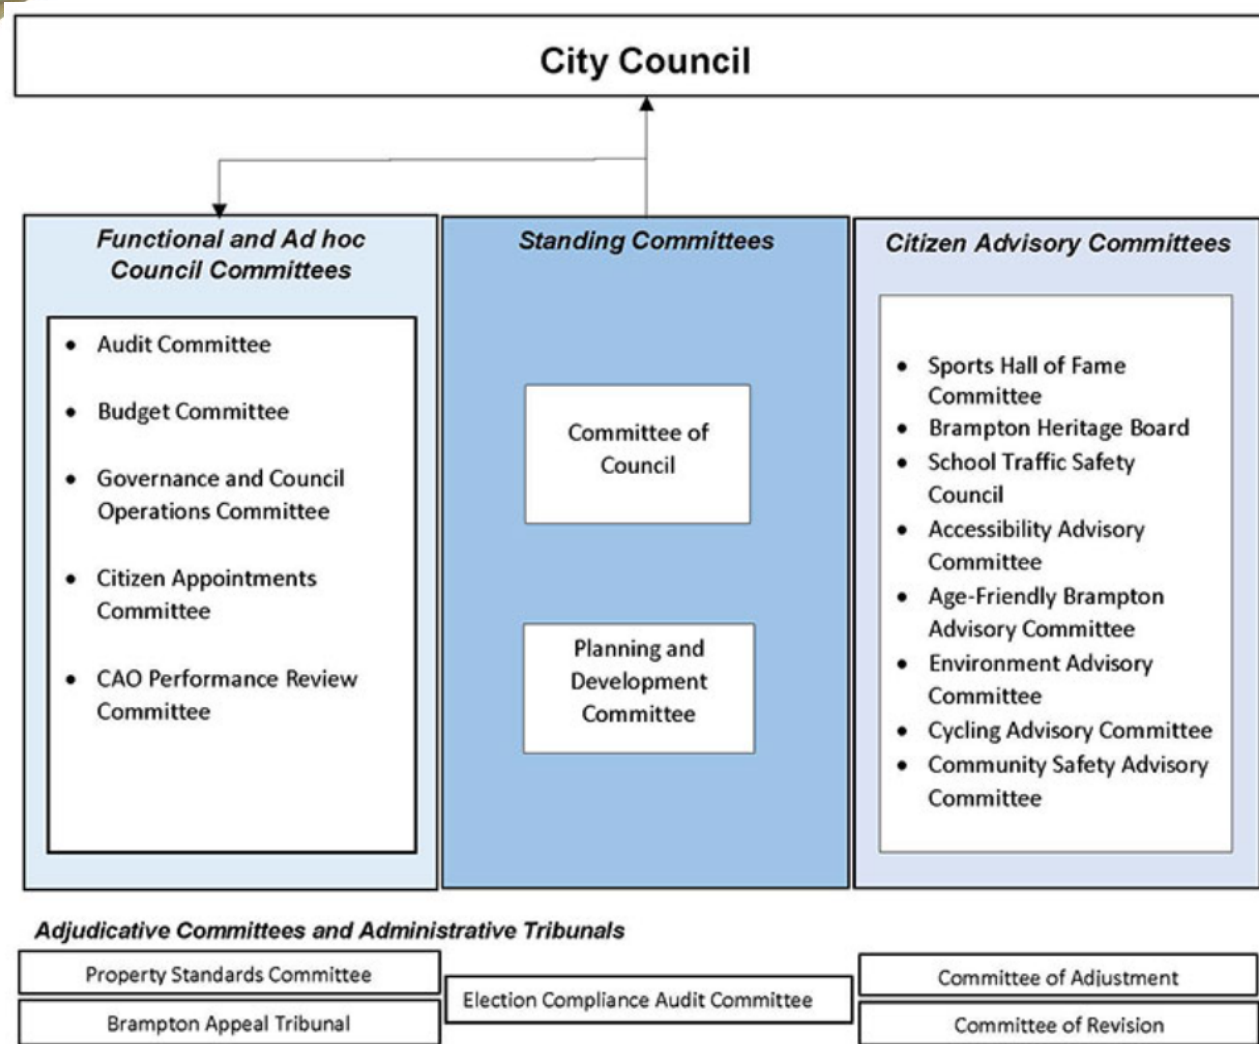 City Council
Functional and Ad hoc
Council Committees
• Audit Committee
• Budget Committee
• Governance and Council
Operations Committee
• Citizen Appointments
Committee
• CAO Performance Review
Committee
Standing Committees
Committee of
Council
Planning and
Development
Committee
Citizen Advisory Committees
• Sports Hall of Fame
Committee
• Brampton Heritage Board
• School Traffic Safety
Council
• Accessibility Advisory
Committee
• Age-Friendly Brampton
Advisory Committee
• Environment Advisory
Committee
• Cycling Advisory Committee
• Community Safety Advisory
Committee
Adjudicative Committees and Administrative Tribunals
Property Standards Committee
Brampton Appeal Tribunal
Election Compliance Audit Committee
Committee of Adjustment
Committee of Revision